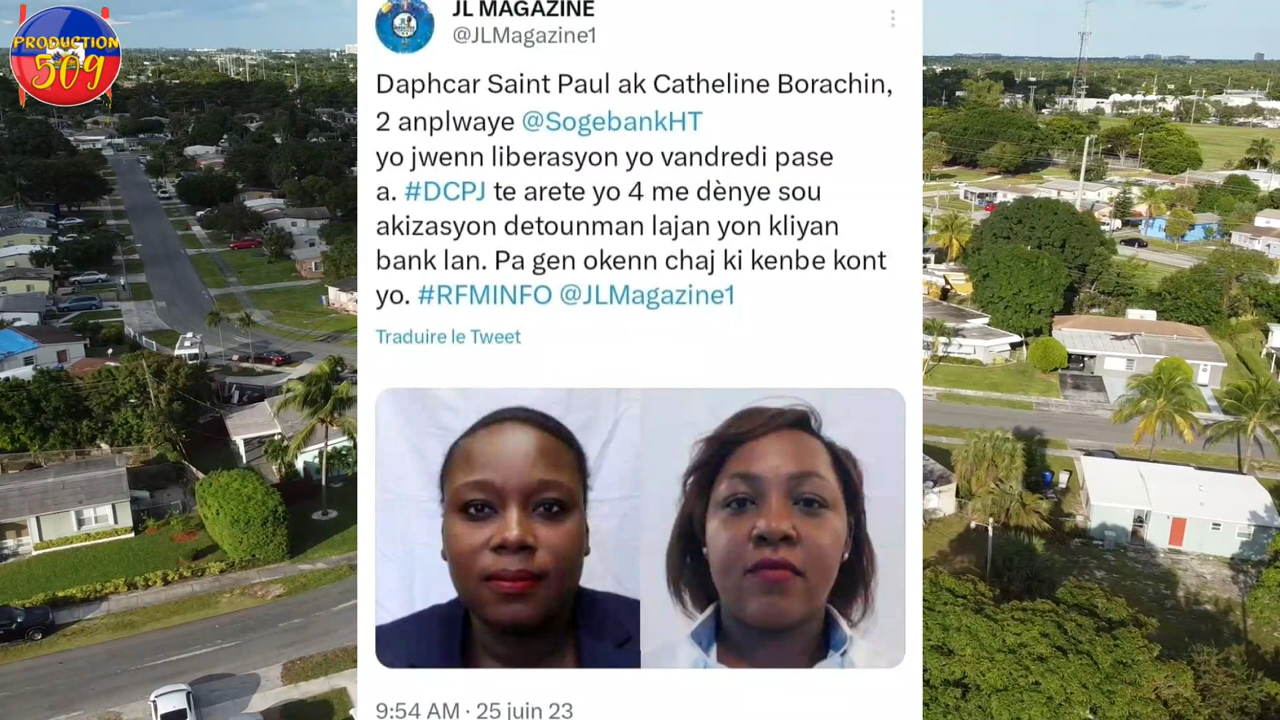 PRODUCTION
509
JL MAGAZINE
@JLMagazine1
Daphcar Saint Paul ak Catheline Borachin,
2 anplwaye @SogebankHT
yo jwenn liberasyon yo vandredi pase
a. #DCPJ te arete yo 4 me dènye sou
akizasyon detounman lajan yon kliyan
bank lan. Pa gen okenn chaj ki kenbe kont
yo. #RFMINFO @JLMagazine1
Traduire le Tweet
9:54 AM · 25 juin 23